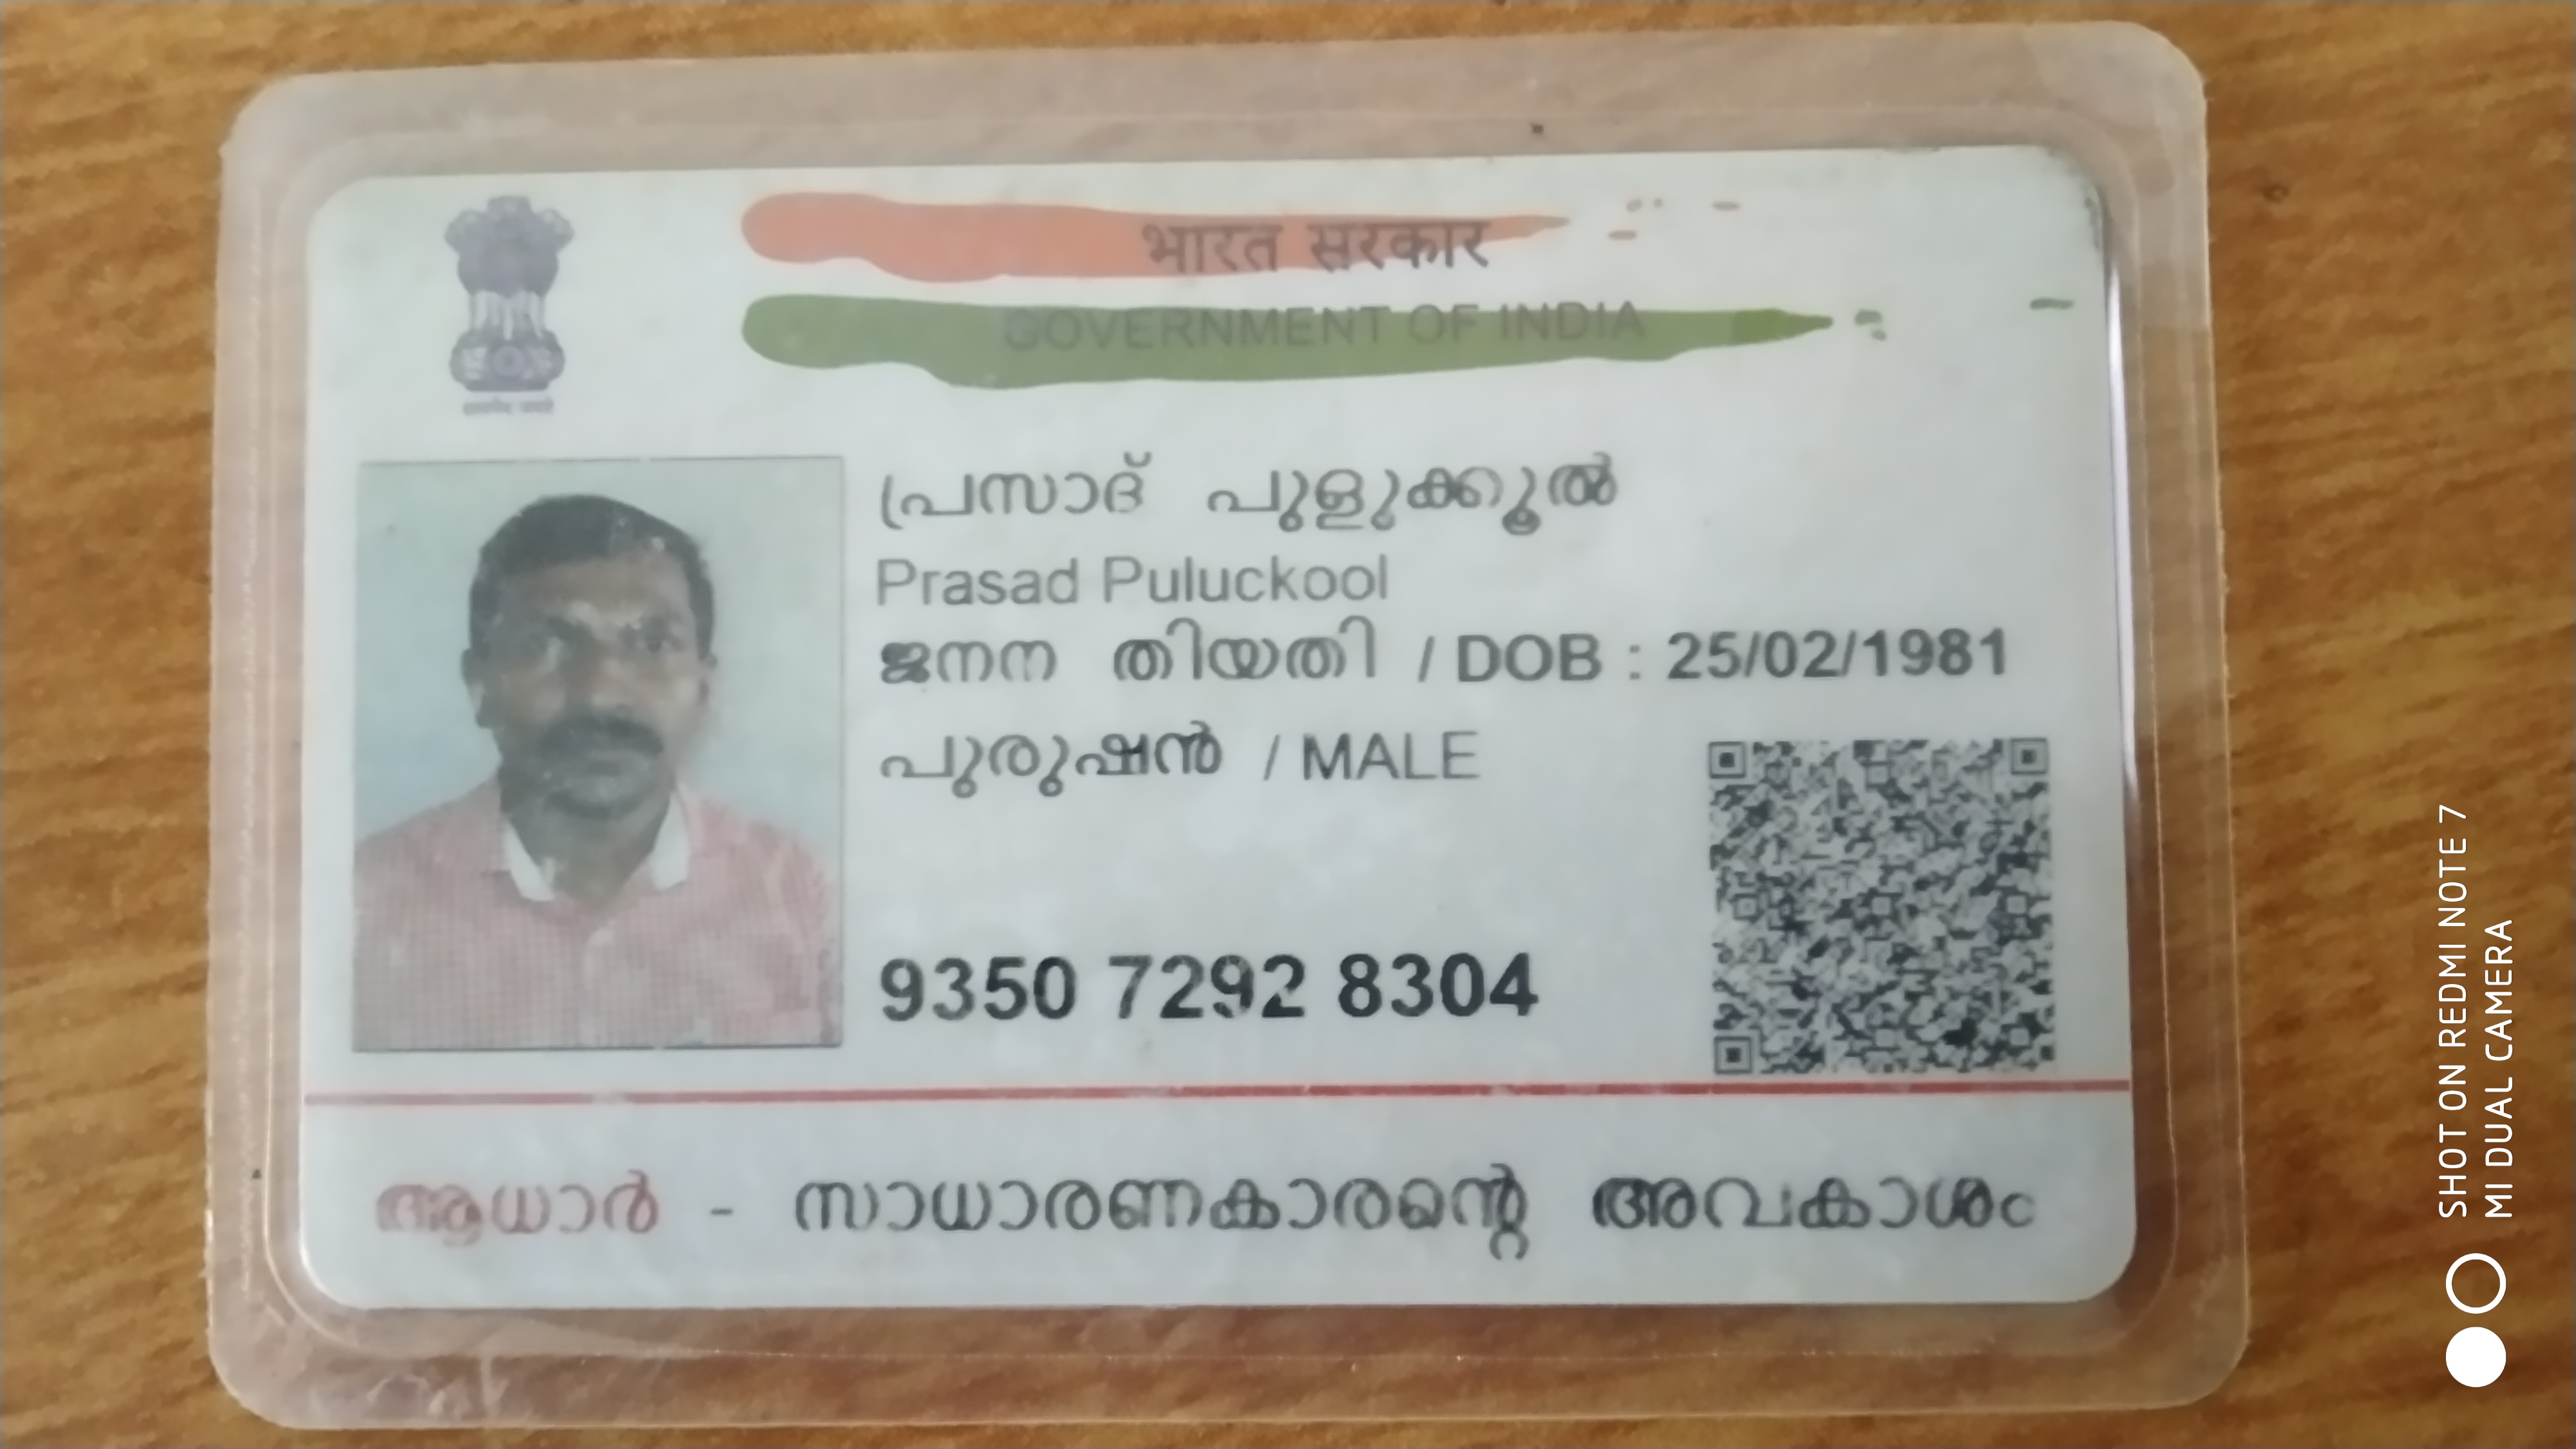 भारत सरकार
GOVERNMENT OF INDIA
പ്രസാദ് പുളുക്കൂൽ
Prasad Puluckool
ജനന തിയതി / DOB : 25/02/1981
പുരുഷൻ / MALE
9350 7292 8304
ആധാർ - സാധാരണക്കാരന്റെ അവകാശം
SHOT ON REDMI NOTE 7
MI DUAL CAMERA